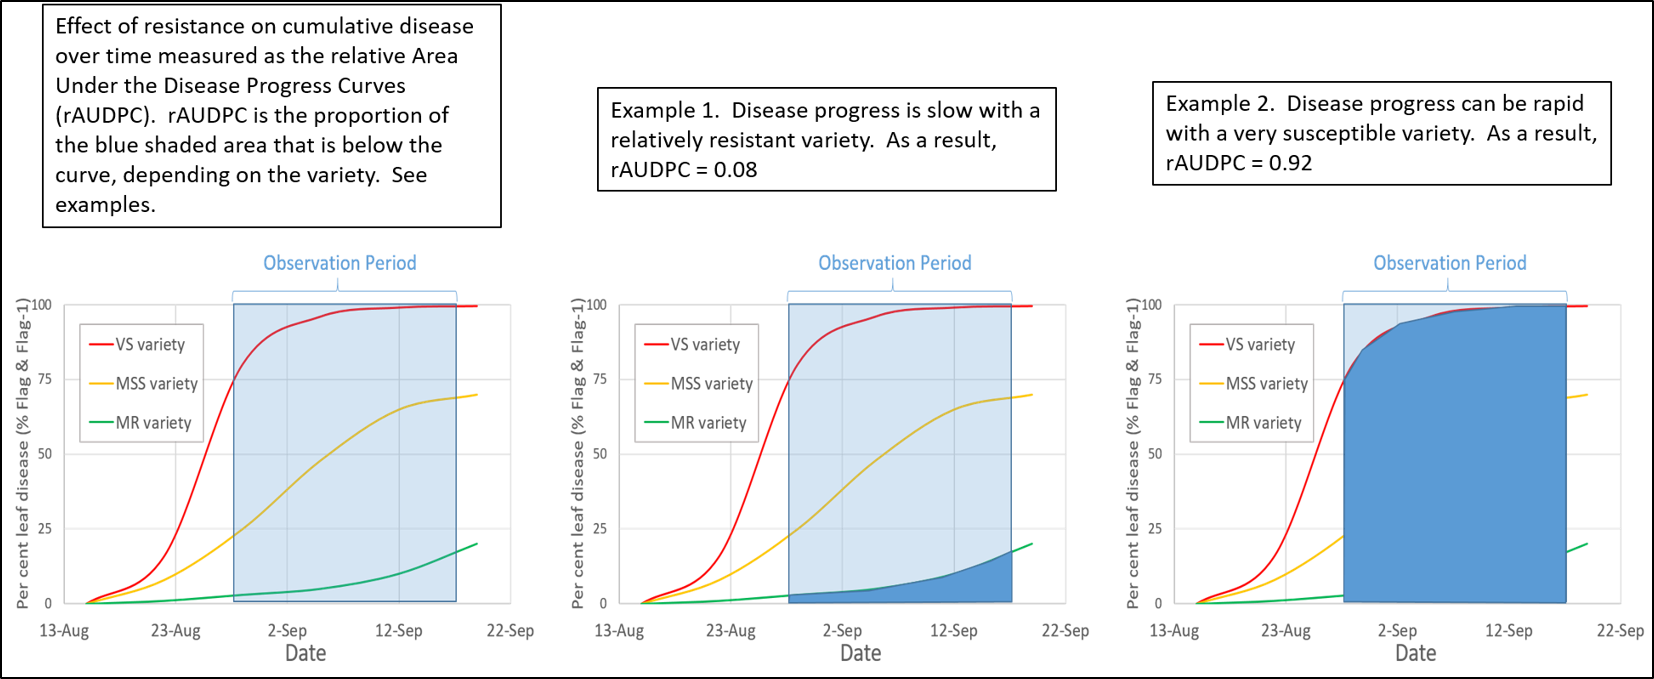 Effect of resistance on cumulative disease
over time measured as the relative Area
Under the Disease Progress Curves
(rAUDPC).  rAUDPC is the proportion of
the blue shaded area that is below the
curve, depending on the variety.  See
examples.
Example 1.  Disease progress is slow with a
relatively resistant variety.  As a result,
rAUDPC = 0.08
Example 2.  Disease progress can be rapid
with a very susceptible variety.  As a result,
rAUDPC = 0.92
Observation Period
Per cent leaf disease (% Flag & Flag-1)
100
75
50
25
0
VS variety
MSS variety
MR variety
13-Aug
23-Aug
2-Sep
12-Sep
22-Sep
Date
Observation Period
Per cent leaf disease (% Flag & Flag-1)
100
75
50
25
0
VS variety
MSS variety
MR variety
13-Aug
23-Aug
2-Sep
12-Sep
22-Sep
Date
Observation Period
Per cent leaf disease (% Flag & Flag-1)
100
75
50
25
0
VS variety
MSS variety
MR variety
13-Aug
23-Aug
2-Sep
12-Sep
22-Sep
Date